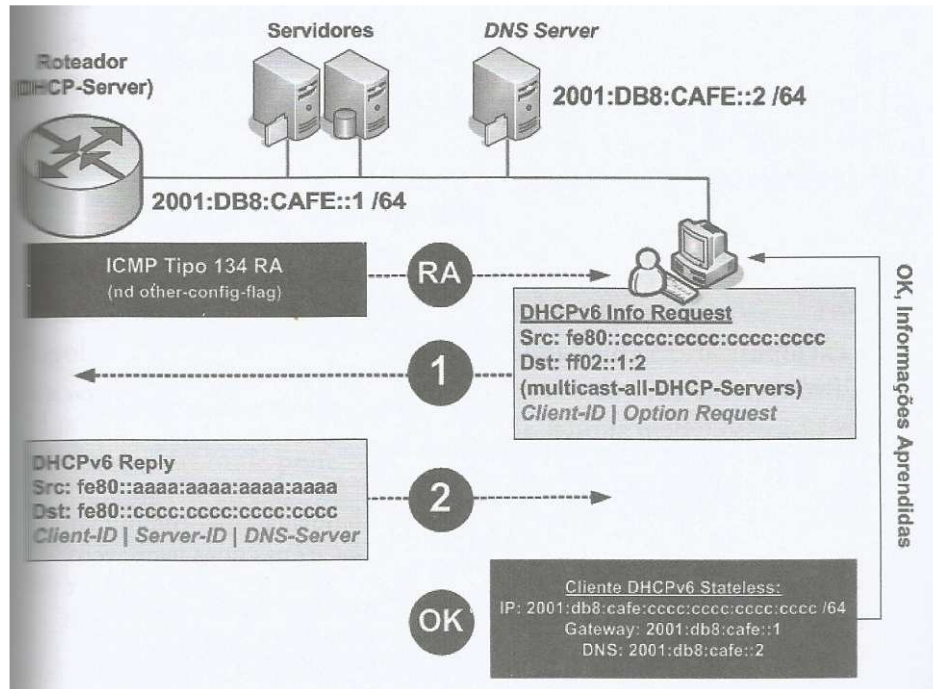 Servidores
DNS Server
Roteador
(DHCP-Server)
2001:DB8:CAFE::2 /64
2001:DB8:CAFE::1 /64
ICMP Tipo 134 RA
(nd other-config-flag)
RA
DHCPv6 Info Request
Src: fe80::cccc:cccc:cccc:cccc
Dst: ff02::1:2
(multicast-all-DHCP-Servers)
Client-ID | Option Request
1
DHCPv6 Reply
Src: fe80::aaaa:aaaa:aaaa:aaaa
Dst: fe80::cccc:cccc:cccc:cccc
Client-ID | Server-ID | DNS-Server
2
OK
Cliente DHCPv6 Stateless:
IP: 2001:db8:cafe:cccc:cccc:cccc:cccc /64
Gateway: 2001:db8:cafe::1
DNS: 2001:db8:cafe::2
OK, Informações Aprendidas